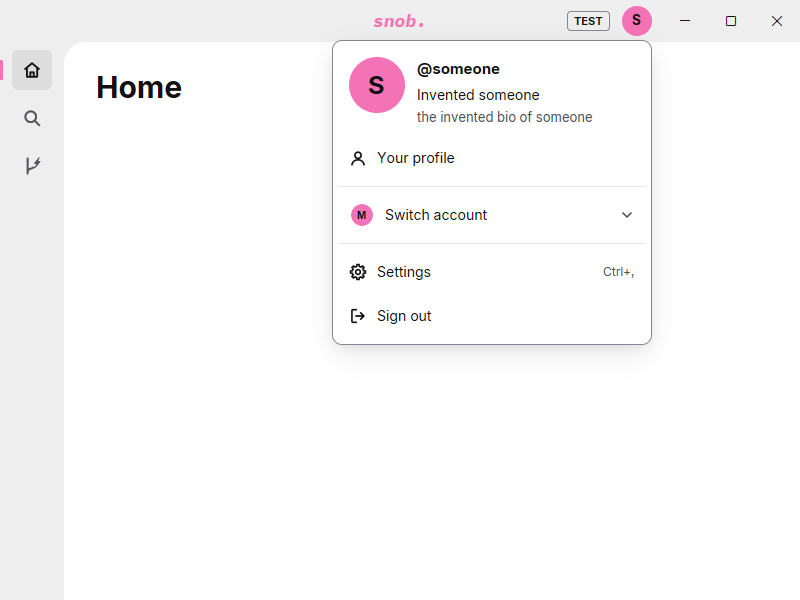 snob.
TEST
S
Home
S
@someone
Invented someone
the invented bio of someone
Your profile
M
Switch account
Settings
Ctrl+,
Sign out